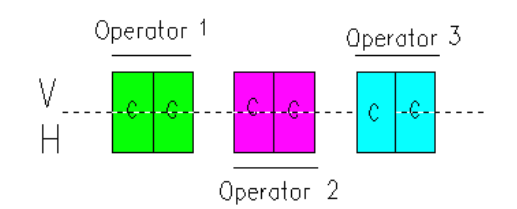 Operator 1
Operator 3
V
C C C C C C
H
Operator 2